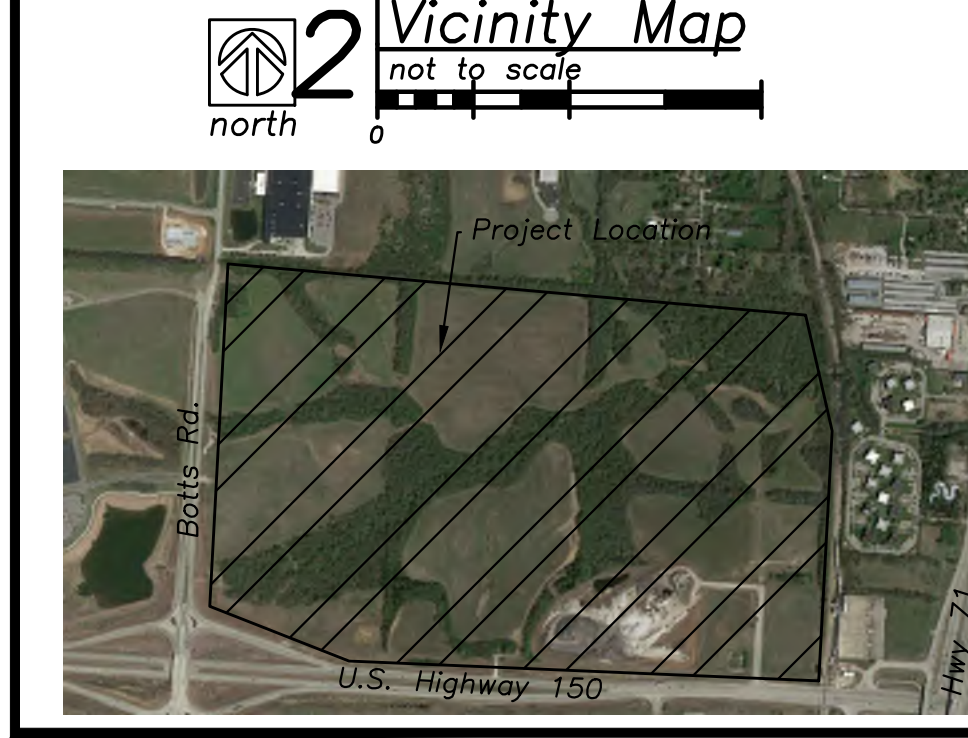 2
Vicinity Map
not to scale
north
0
Project Location
Botts Rd.
U.S. Highway 150
Hwy 71